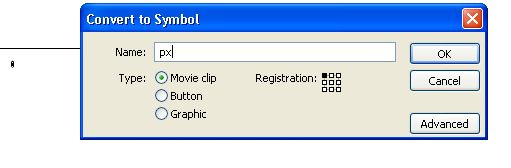 Convert to Symbol
Name: px OK
Type: Movie clip Registration: Cancel
Button
Graphic Advanced